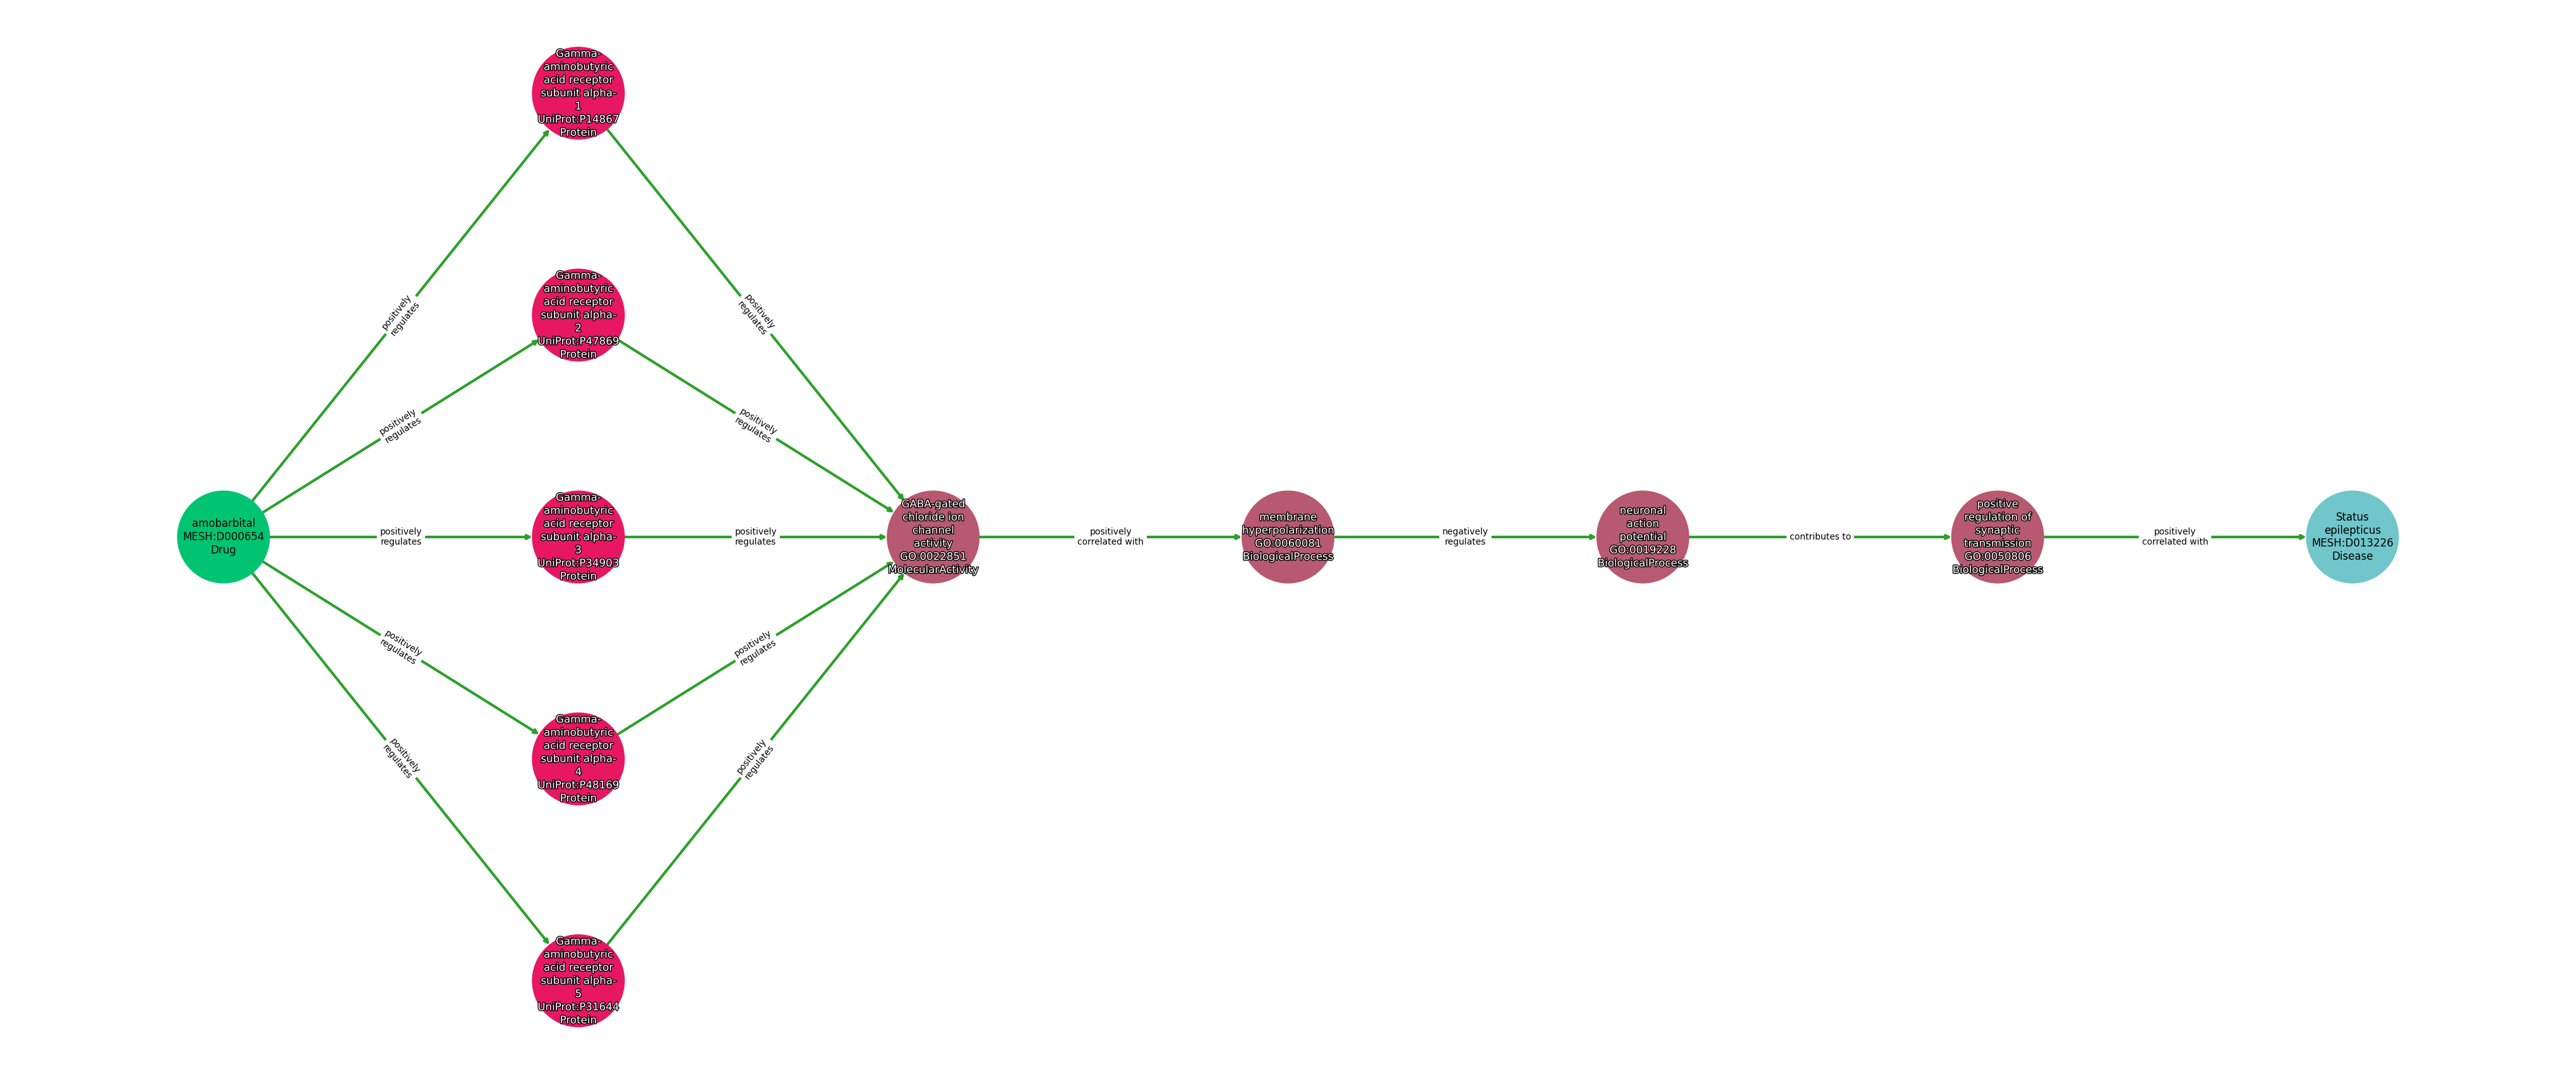 Gamma-
aminobutyric
acid receptor
subunit alpha-
1
UniProt:P14867
Protein
positively
regulates
positively
regulates
Gamma-
aminobutyric
acid receptor
subunit alpha-
2
UniProt:P47869
Protein
positively
regulates
positively
regulates
amobarbital
MESH:D000654
Drug
positively
regulates
Gamma-
aminobutyric
acid receptor
subunit alpha-
3
UniProt:P34903
Protein
positively
regulates
GABA-gated
chloride ion
channel
activity
GO:0022851
MolecularActivity
positively
correlated with
membrane
hyperpolarization
GO:0060081
BiologicalProcess
negatively
regulates
neuronal
action
potential
GO:0019228
BiologicalProcess
contributes to
positive
regulation of
synaptic
transmission
GO:0050806
BiologicalProcess
positively
correlated with
Status
epilepticus
MESH:D013226
Disease
positively
regulates
positively
regulates
Gamma-
aminobutyric
acid receptor
subunit alpha-
4
UniProt:P48169
Protein
positively
regulates
positively
regulates
Gamma-
aminobutyric
acid receptor
subunit alpha-
5
UniProt:P31644
Protein